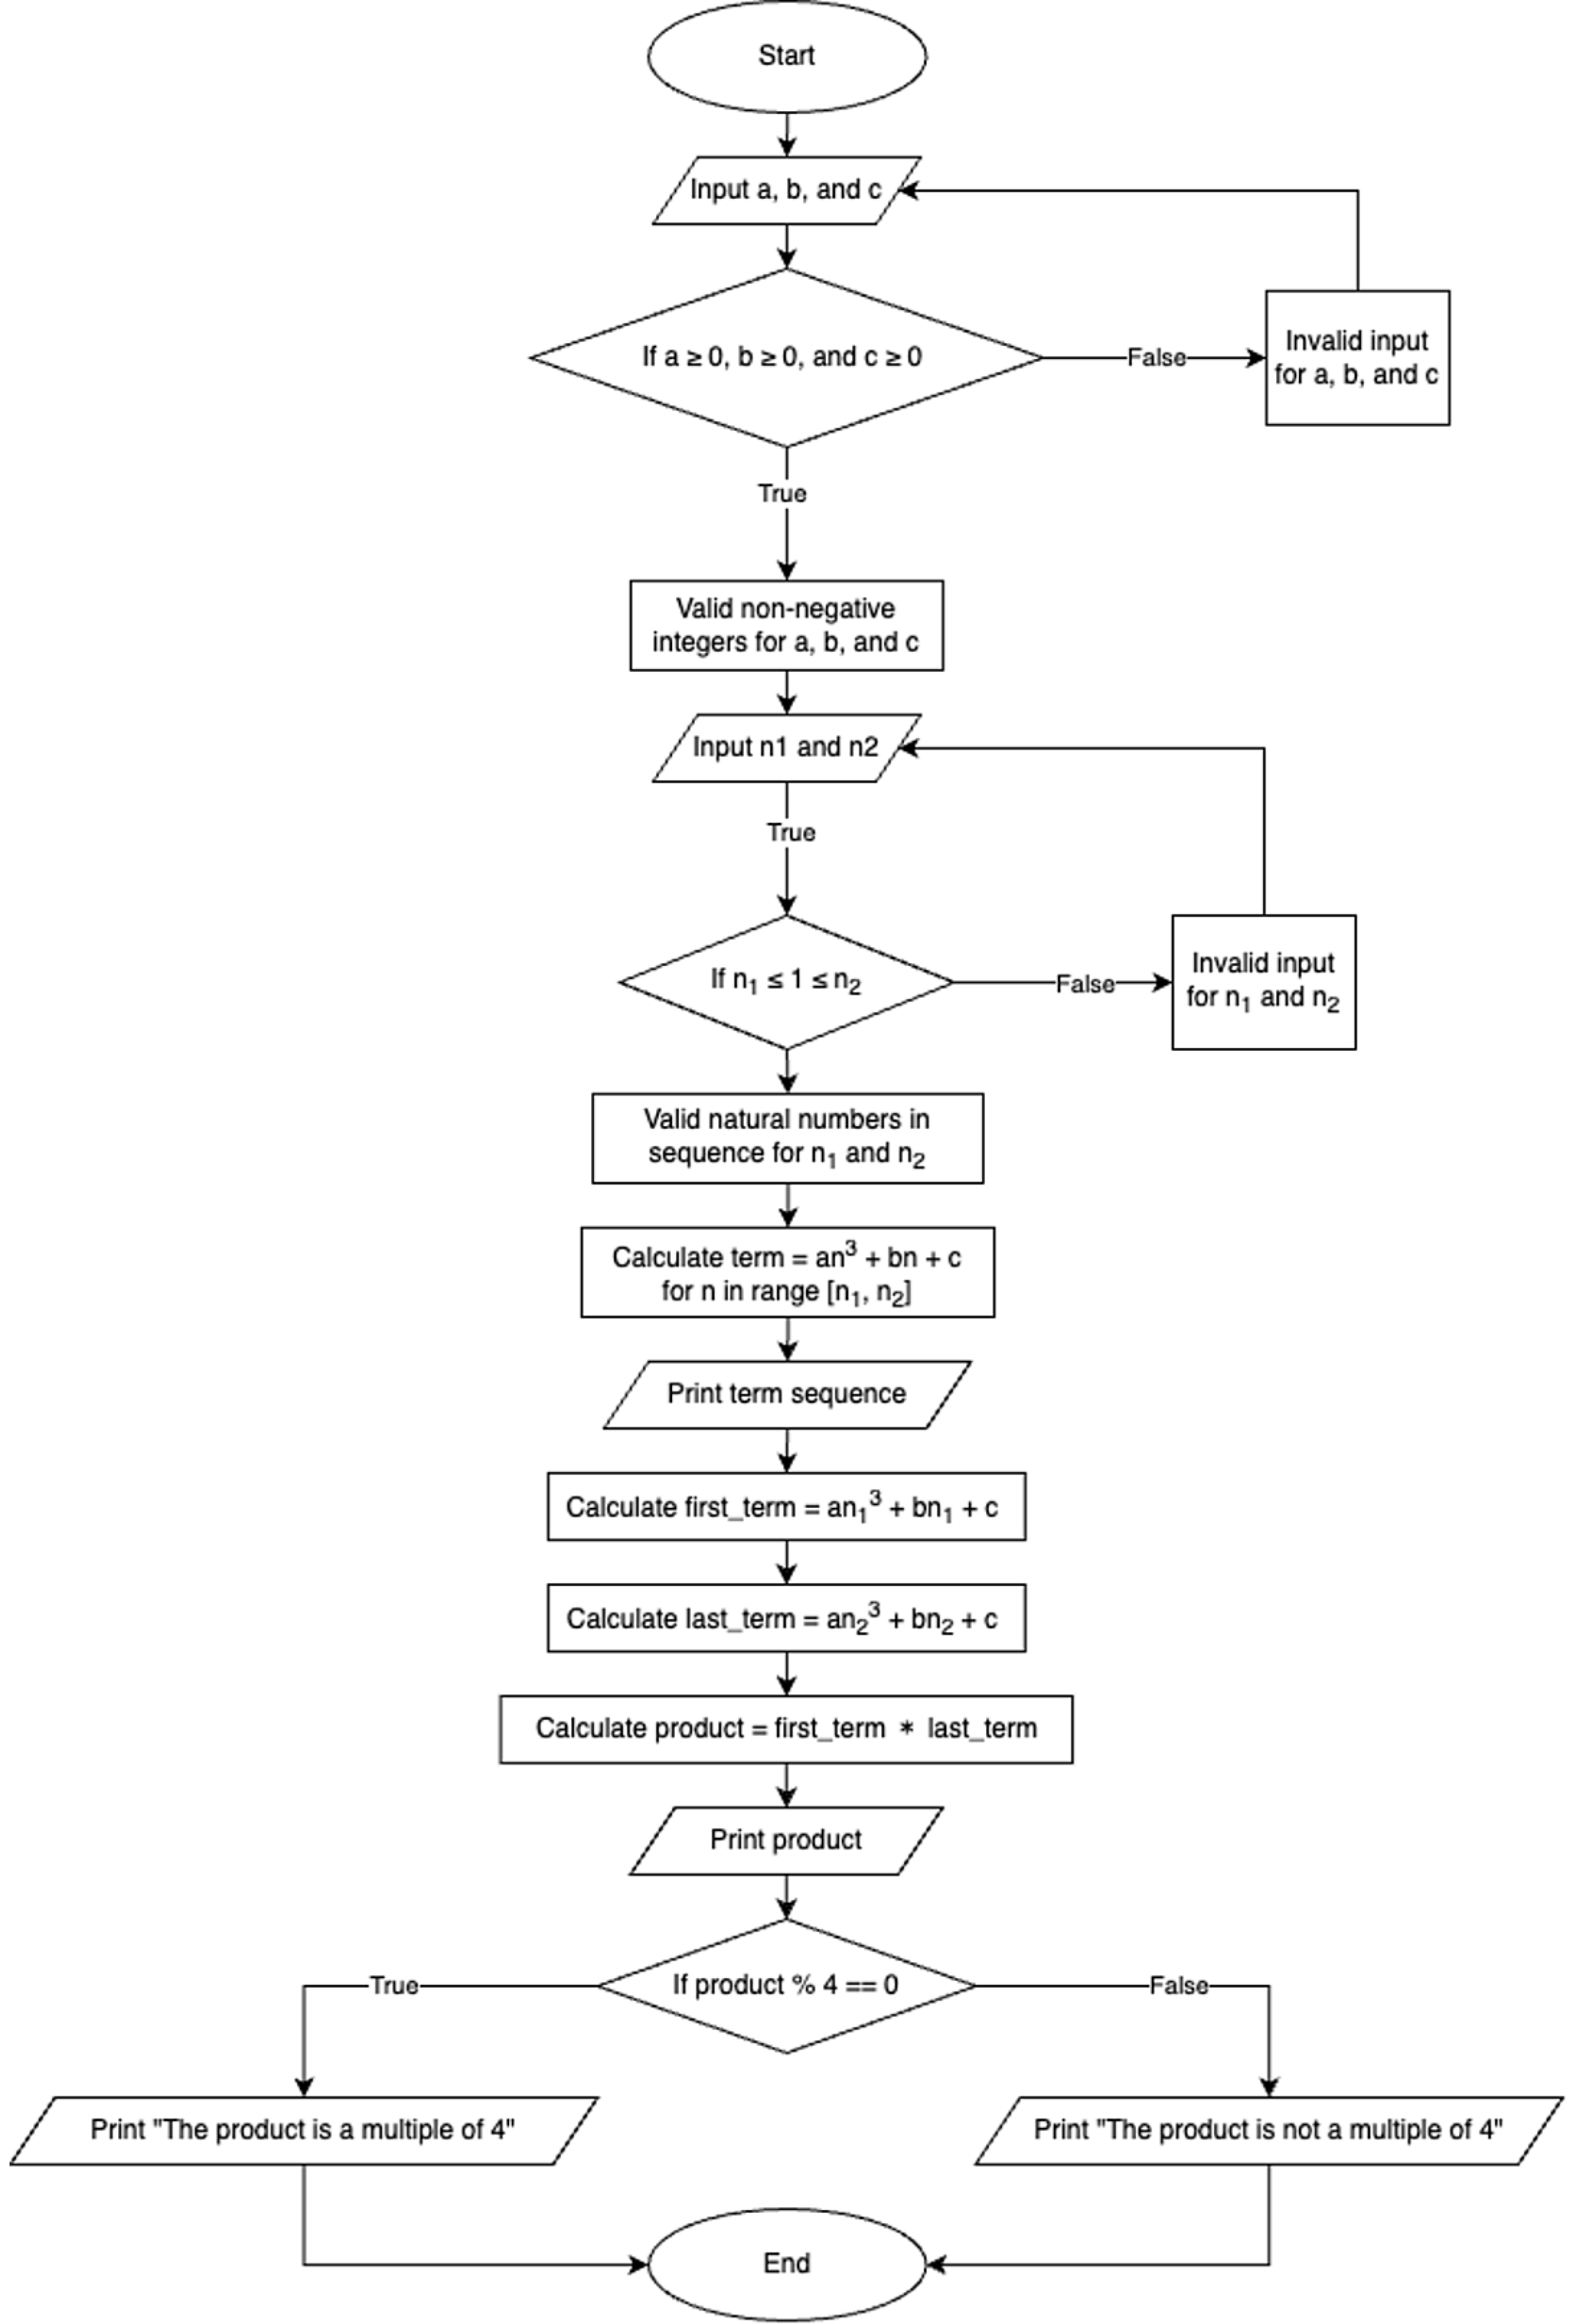 Start
Input a, b, and c
If a ≥ 0, b ≥ 0, and c ≥ 0
False
Invalid input
for a, b, and c
True
Valid non-negative
integers for a, b, and c
Input n1 and n2
True
If n₁ ≤ 1 ≤ n₂
False
Invalid input
for n₁ and n₂
Valid natural numbers in
sequence for n₁ and n₂
Calculate term = an³ + bn + c
for n in range [n₁, n₂]
Print term sequence
Calculate first_term = an₁³ + bn₁ + c
Calculate last_term = an₂³ + bn₂ + c
Calculate product = first_term * last_term
Print product
If product % 4 == 0
True
False
Print "The product is a multiple of 4"
Print "The product is not a multiple of 4"
End